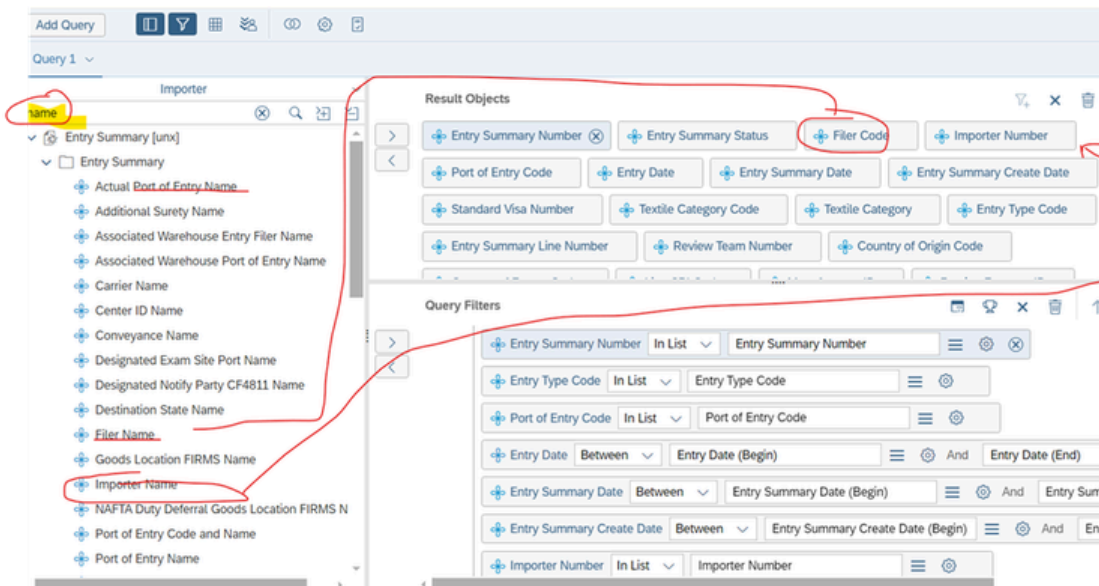 Add Query
Query 1
Importer
name
Entry Summary [unx]
Entry Summary
Actual Port of Entry Name
Additional Surety Name
Associated Warehouse Entry Filer Name
Associated Warehouse Port of Entry Name
Carrier Name
Center ID Name
Conveyance Name
Designated Exam Site Port Name
Designated Notify Party CF4811 Name
Destination State Name
Filer Name
Goods Location FIRMS Name
Importer Name
NAFTA Duty Deferral Goods Location FIRMS N
Port of Entry Code and Name
Port of Entry Name
Result Objects
Entry Summary Number Entry Summary Status Filer Code Importer Number
Port of Entry Code Entry Date Entry Summary Date Entry Summary Create Date
Standard Visa Number Textile Category Code Textile Category Entry Type Code
Entry Summary Line Number Review Team Number Country of Origin Code
Query Filters
Entry Summary Number In List Entry Summary Number
Entry Type Code In List Entry Type Code
Port of Entry Code In List Port of Entry Code
Entry Date Between Entry Date (Begin) And Entry Date (End)
Entry Summary Date Between Entry Summary Date (Begin) And Entry Sum
Entry Summary Create Date Between Entry Summary Create Date (Begin) And En
Importer Number In List Importer Number